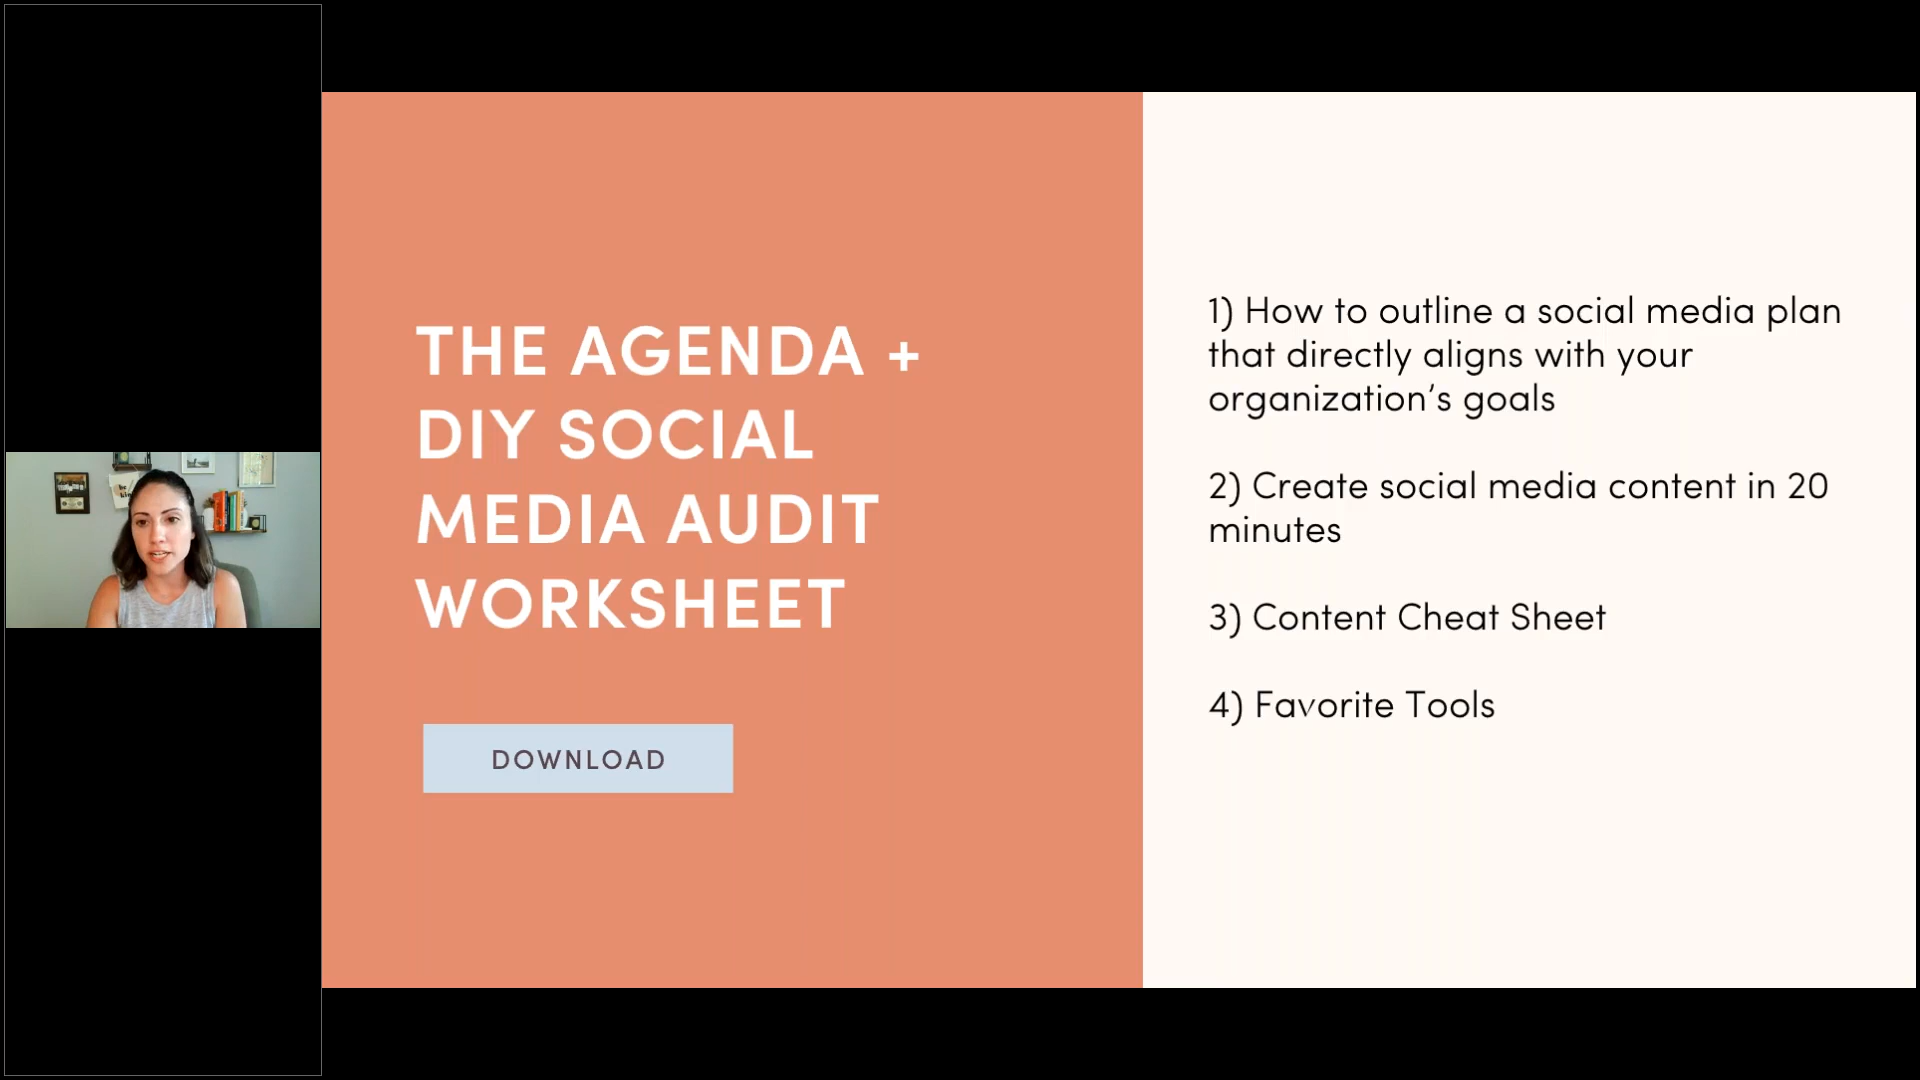 THE AGENDA +
DIY SOCIAL
MEDIA AUDIT
WORKSHEET
DOWNLOAD
1) How to outline a social media plan
that directly aligns with your
organization’s goals
2) Create social media content in 20
minutes
3) Content Cheat Sheet
4) Favorite Tools